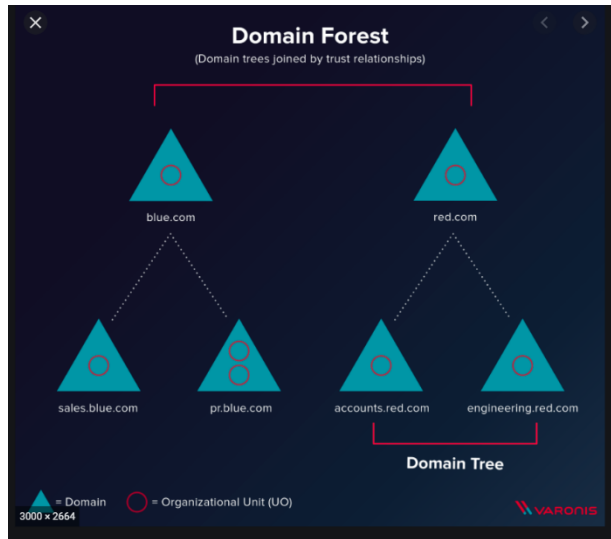 Domain Forest
(Domain trees joined by trust relationships)
blue.com
red.com
sales.blue.com
pr.blue.com
accounts.red.com
engineering.red.com
Domain Tree
= Domain
= Organizational Unit (UO)
3000 × 2664
VARONIS